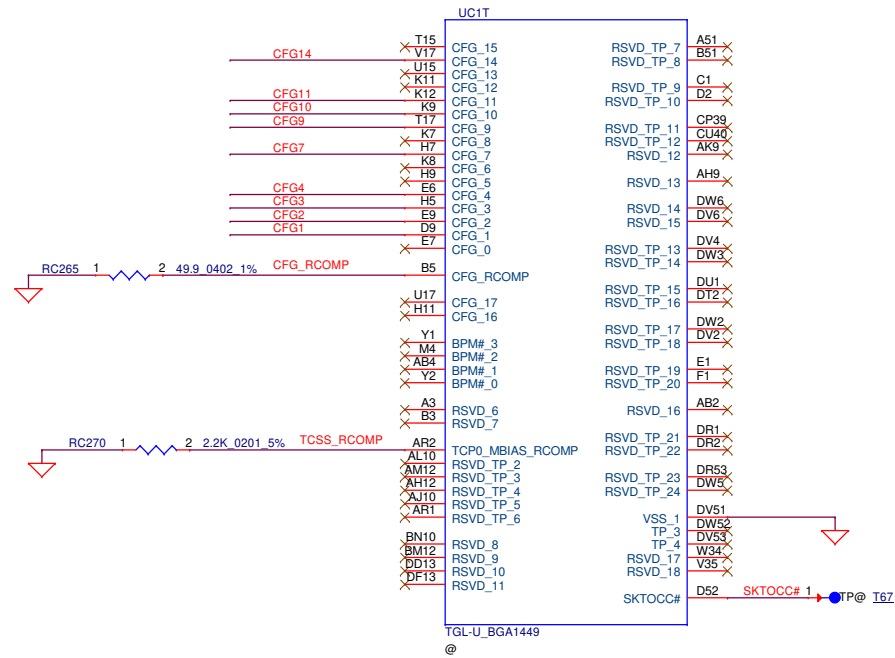 UC1T
T15 CFG_15 RSVD_TP_7 A51
CFG14 V17 CFG_14 RSVD_TP_8 B51
U15 CFG_13
K11 CFG_12 RSVD_TP_9 C1
CFG11 K12 CFG_11 RSVD_TP_10 D2
CFG10 K9 CFG_10
CFG9 T17 CFG_9 RSVD_TP_11 CP39
K7 CFG_8 RSVD_TP_12 CU40
CFG7 H7 CFG_7 RSVD_12 AK9
K8 CFG_6
H9 CFG_5 RSVD_13 AH9
CFG4 E6 CFG_4
CFG3 H5 CFG_3 RSVD_14 DW6
CFG2 E9 CFG_2 RSVD_15 DV6
CFG1 D9 CFG_1
E7 CFG_0 RSVD_TP_13 DV4
RSVD_TP_14 DW3
RC265 1 2 49.9_0402_1% CFG_RCOMP B5 CFG_RCOMP
RSVD_TP_15 DU1
U17 CFG_17 RSVD_TP_16 DT2
H11 CFG_16
RSVD_TP_17 DW2
Y1 BPM#_3 RSVD_TP_18 DV2
M4 BPM#_2
AB4 BPM#_1 RSVD_TP_19 E1
Y2 BPM#_0 RSVD_TP_20 F1
A3 RSVD_6 RSVD_16 AB2
B3 RSVD_7
RSVD_TP_21 DR1
RC270 1 2 2.2K_0201_5% TCSS_RCOMP AR2 TCP0_MBIAS_RCOMP RSVD_TP_22 DR2
AL10 RSVD_TP_2
AM12 RSVD_TP_3 RSVD_TP_23 DR53
AH12 RSVD_TP_4 RSVD_TP_24 DW5
AJ10 RSVD_TP_5
AR1 RSVD_TP_6 VSS_1 DV51
TP_3 DW52
BN10 RSVD_8 TP_4 DV53
BM12 RSVD_9 RSVD_17 W34
DD13 RSVD_10 RSVD_18 V35
DF13 RSVD_11
SKTOCC# D52 SKTOCC# 1 TP@ T67
TGL-U_BGA1449
@